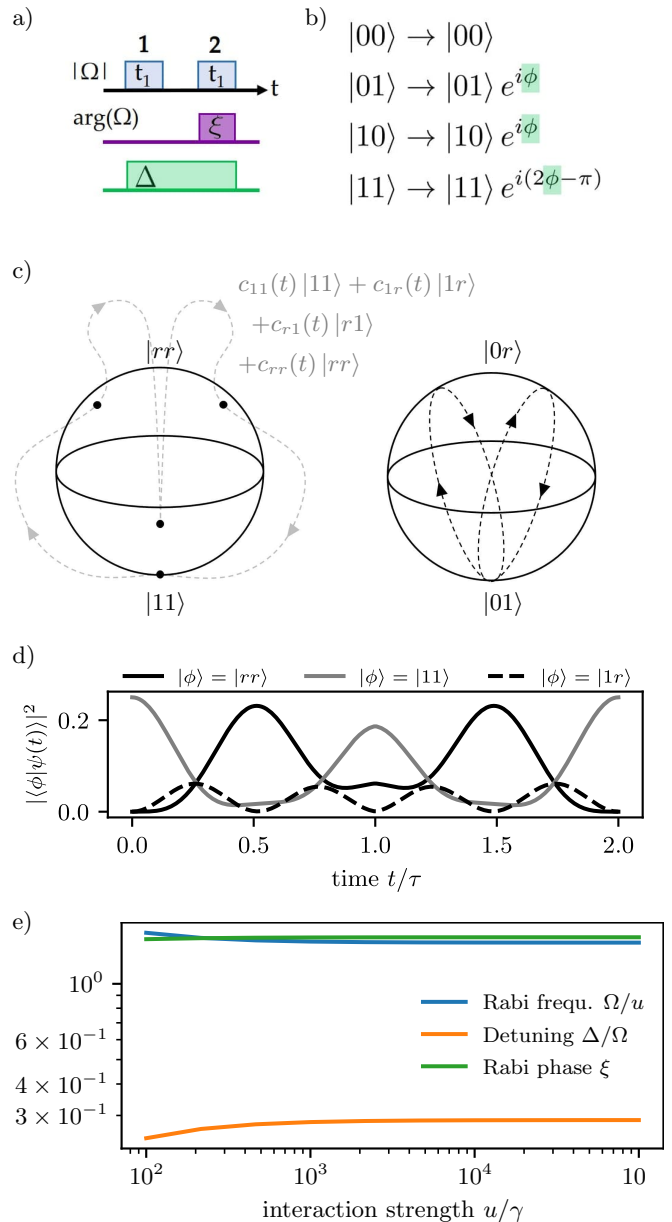 a)
1 2
|Ω| t₁ t₁ t
arg(Ω) ξ
Δ
b)
|00⟩ → |00⟩
|01⟩ → |01⟩ e^{iϕ}
|10⟩ → |10⟩ e^{iϕ}
|11⟩ → |11⟩ e^{i(2ϕ−π)}
c)
c₁₁(t) |11⟩ + c₁ᵣ(t) |1r⟩
+cᵣ₁(t) |r1⟩
+cᵣᵣ(t) |rr⟩
|rr⟩
|0r⟩
|11⟩
|01⟩
d)
|ϕ⟩ = |rr⟩ |ϕ⟩ = |11⟩ |ϕ⟩ = |1r⟩
|⟨ϕ|ψ(t)⟩|²
0.2
0.0
0.0 0.5 1.0 1.5 2.0
time t/τ
e)
10⁰
6 × 10⁻¹
4 × 10⁻¹
3 × 10⁻¹
Rabi frequ. Ω/u
Detuning Δ/Ω
Rabi phase ξ
10² 10³ 10⁴ 10
interaction strength u/γ